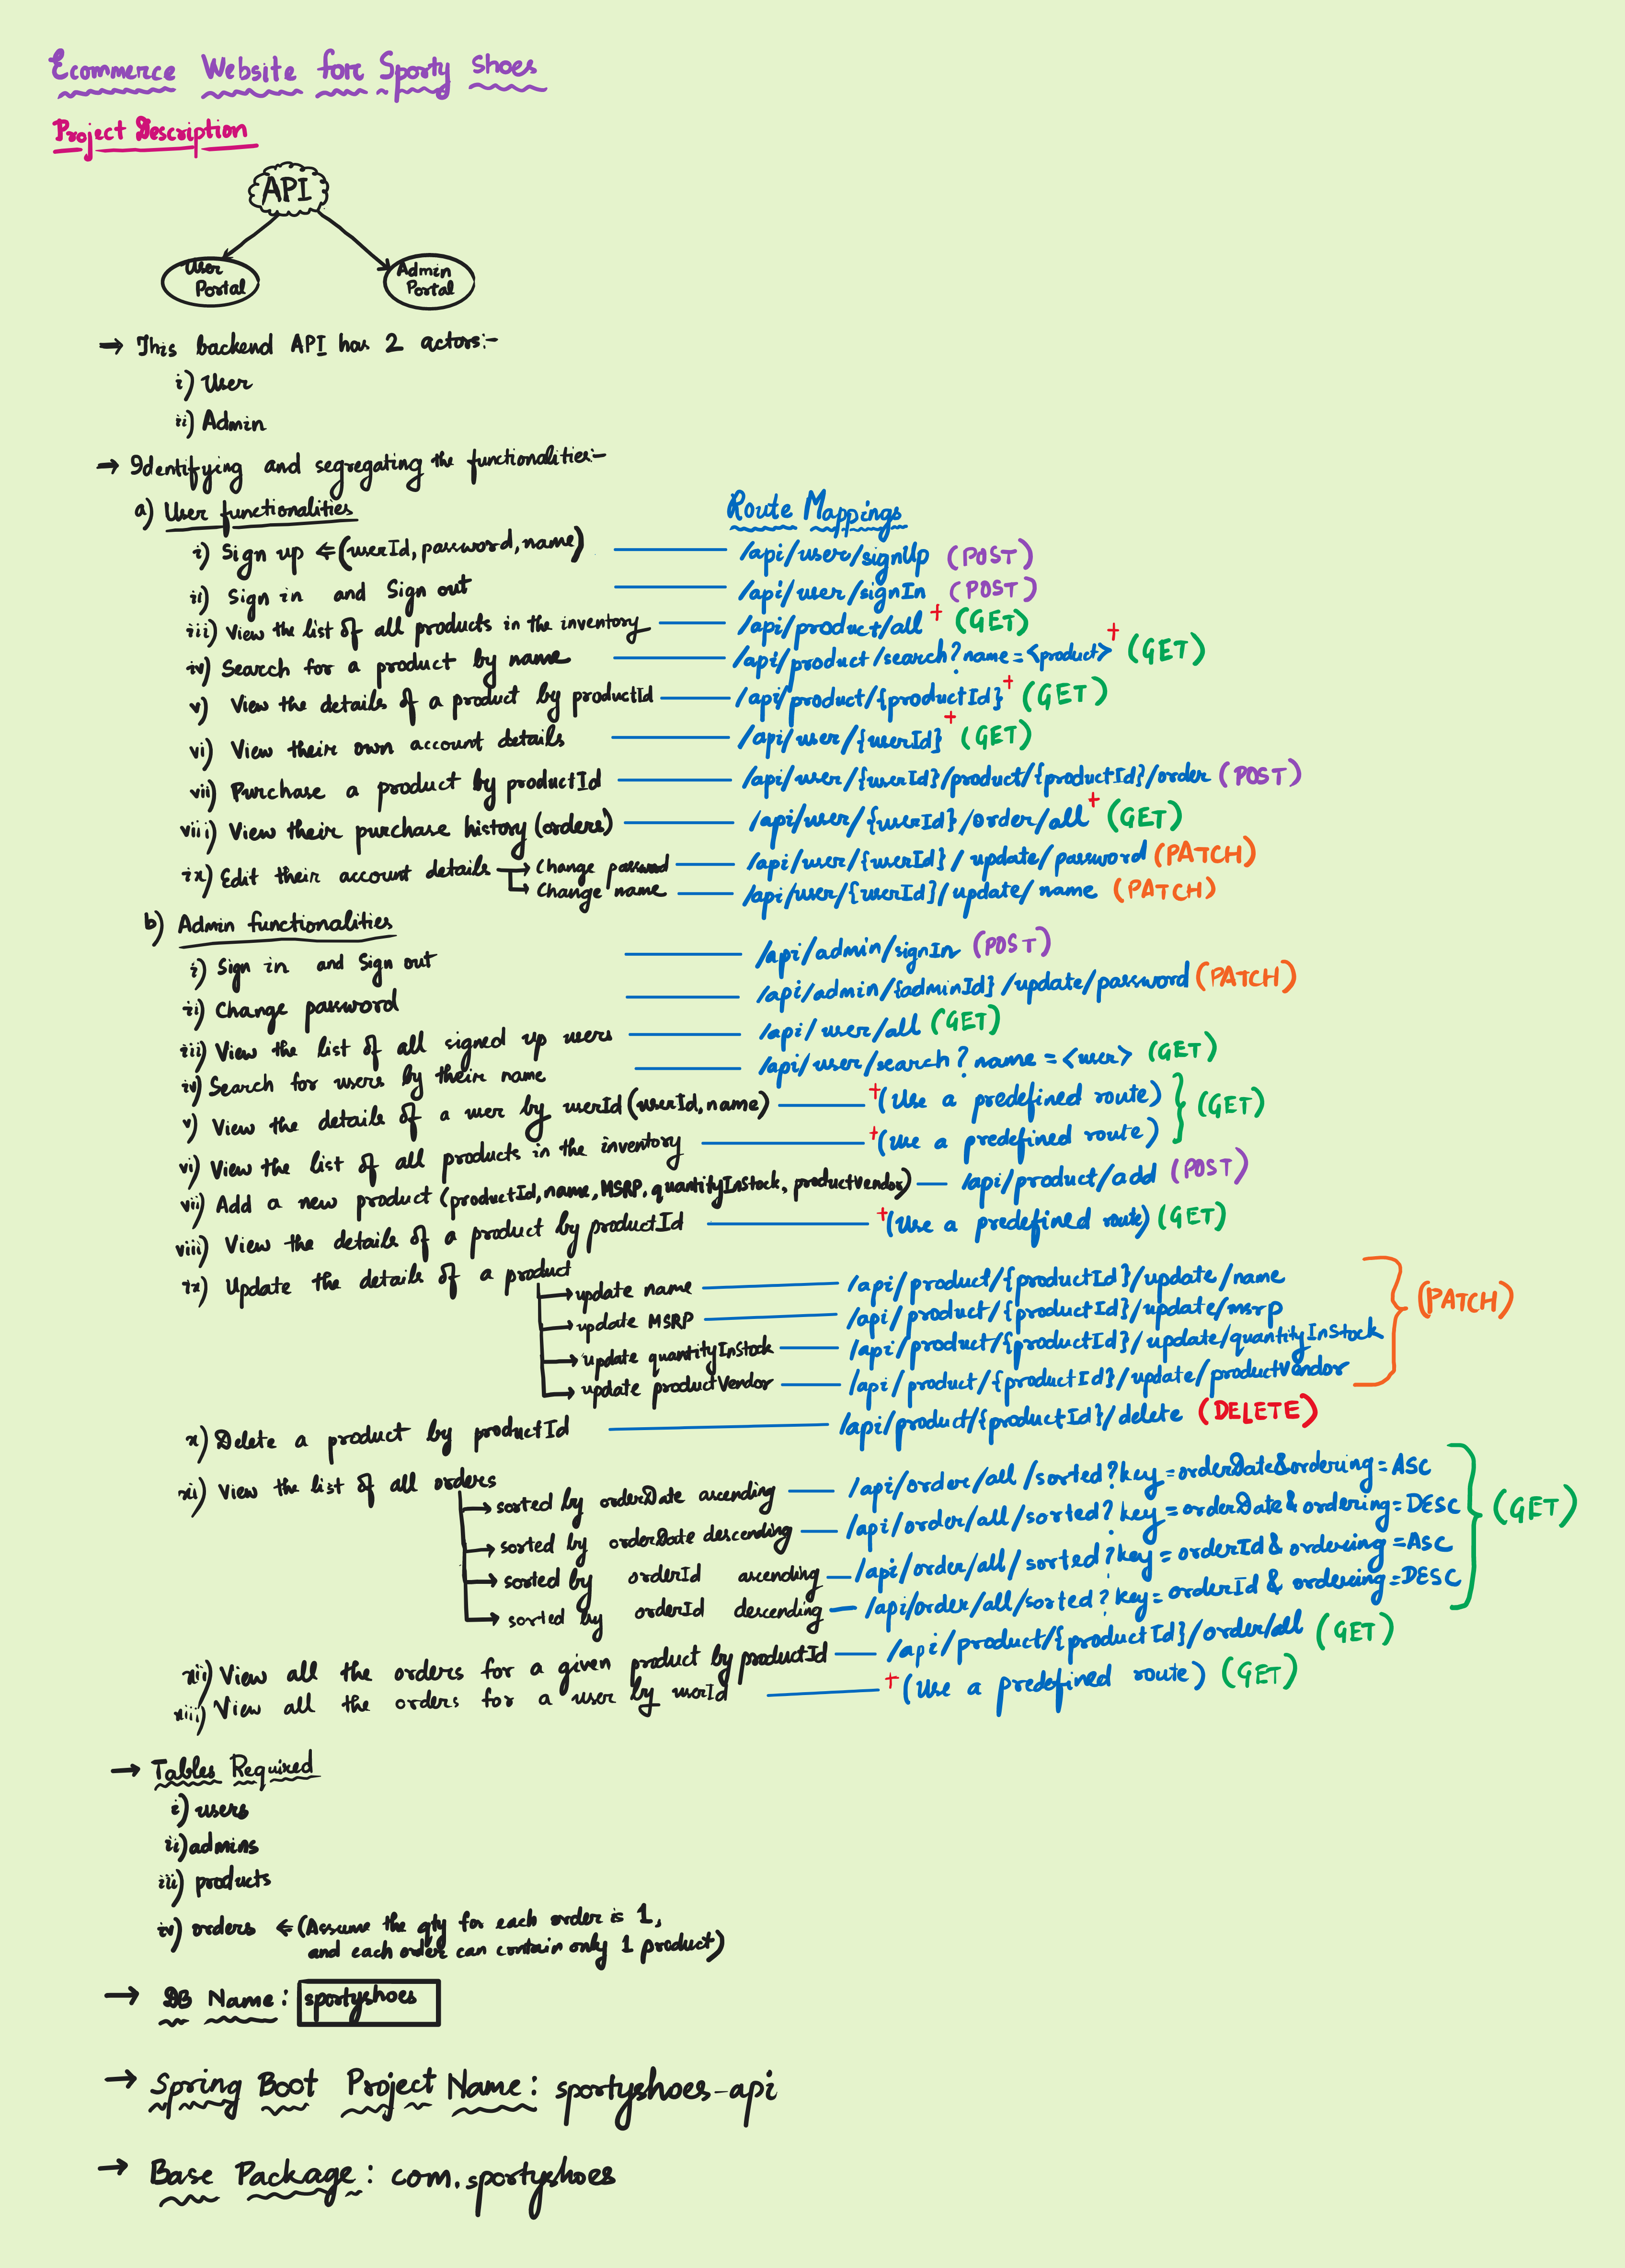 Ecommerce Website for Sporty Shoes
Project Description
API
User Portal
Admin Portal
→ This backend API has 2 actors:-
i) User
ii) Admin
→ Identifying and segregating the functionalities:-
a) User functionalities
Route Mappings
i) Sign up ⇐ (userId, password, name) — /api/user/signUp (POST)
ii) Sign in and Sign out — /api/user/signIn (POST)
iii) View the list of all products in the inventory — /api/product/all + (GET)
iv) Search for a product by name — /api/product/search?name=<product> + (GET)
v) View the details of a product by productId — /api/product/{productId} + (GET)
vi) View their own account details — /api/user/{userId} + (GET)
vii) Purchase a product by productId — /api/user/{userId}/product/{productId}/order (POST)
viii) View their purchase history (orders) — /api/user/{userId}/order/all + (GET)
ix) Edit their account details → Change password — /api/user/{userId}/update/password (PATCH)
→ Change name — /api/user/{userId}/update/name (PATCH)
b) Admin functionalities
i) Sign in and Sign out — /api/admin/signIn (POST)
ii) Change password — /api/admin/{adminId}/update/password (PATCH)
iii) View the list of all signed up users — /api/user/all (GET)
iv) Search for users by their name — /api/user/search?name=<user> (GET)
v) View the details of a user by userId (userId, name) — +(Use a predefined route)
vi) View the list of all products in the inventory — +(Use a predefined route) } (GET)
vii) Add a new product (productId, name, MSRP, quantityInStock, productVendor) — /api/product/add (POST)
viii) View the details of a product by productId — +(Use a predefined route) (GET)
ix) Update the details of a product
→ update name — /api/product/{productId}/update/name
→ update MSRP — /api/product/{productId}/update/msrp
→ update quantityInStock — /api/product/{productId}/update/quantityInStock
→ update productVendor — /api/product/{productId}/update/productVendor
} (PATCH)
x) Delete a product by productId — /api/product/{productId}/delete (DELETE)
xi) View the list of all orders
→ sorted by orderDate ascending — /api/order/all/sorted?key=orderDate&ordering=ASC
→ sorted by orderDate descending — /api/order/all/sorted?key=orderDate&ordering=DESC
→ sorted by orderId ascending — /api/order/all/sorted?key=orderId&ordering=ASC
→ sorted by orderId descending — /api/order/all/sorted?key=orderId&ordering=DESC
} (GET)
xii) View all the orders for a given product by productId — /api/product/{productId}/order/all (GET)
xiii) View all the orders for a user by userId — +(Use a predefined route) (GET)
→ Tables Required
i) users
ii) admins
iii) products
iv) orders ⇐ (Assume the qty for each order is 1,
and each order can contain only 1 product)
→ DB Name: sportyshoes
→ Spring Boot Project Name: sportyshoes-api
→ Base Package: com.sportyshoes